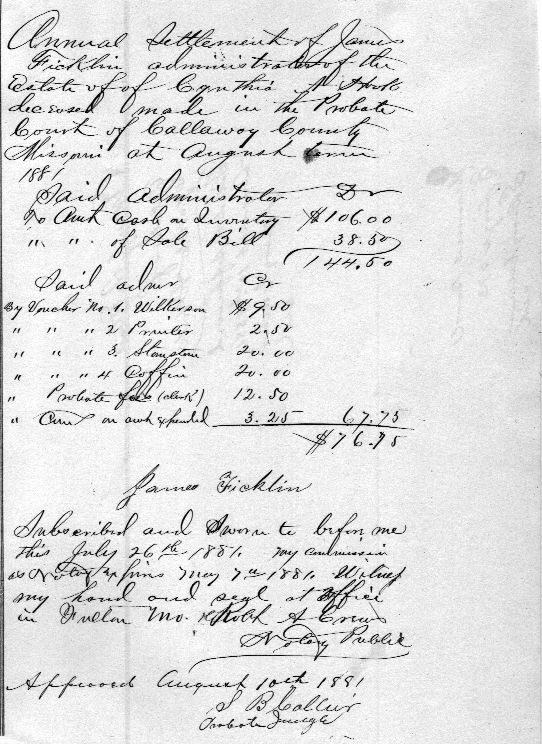 Annual Settlement of James
Ficklin administrator of the
Estate of of Cynthia A
deceased made in the Probate
Court of Callaway County
Missouri at August term
1881
Said administrator Dr
To Amt Cash on Inventory $106.00
" " of Sale Bill 38.50
144.50
Said admr Cr
By Voucher No. 1. Wilkerson $9.50
" " " 2 Printer 2.50
" " " 3. 20.00
" " " 4 Coffin 20.00
" Probate fees (clerk) 12.50
" Com on amt expended 3.25 67.75
$76.75
James Ficklin
Subscribed and Sworn to before me
this July 26th 1881. my commission
as Notary Expires May 7th 188 Witness
my hand and seal at office
in Fulton Mo. A Crews
Notary Public
Approved August 10th 1881
S B Collier
Probate Judge